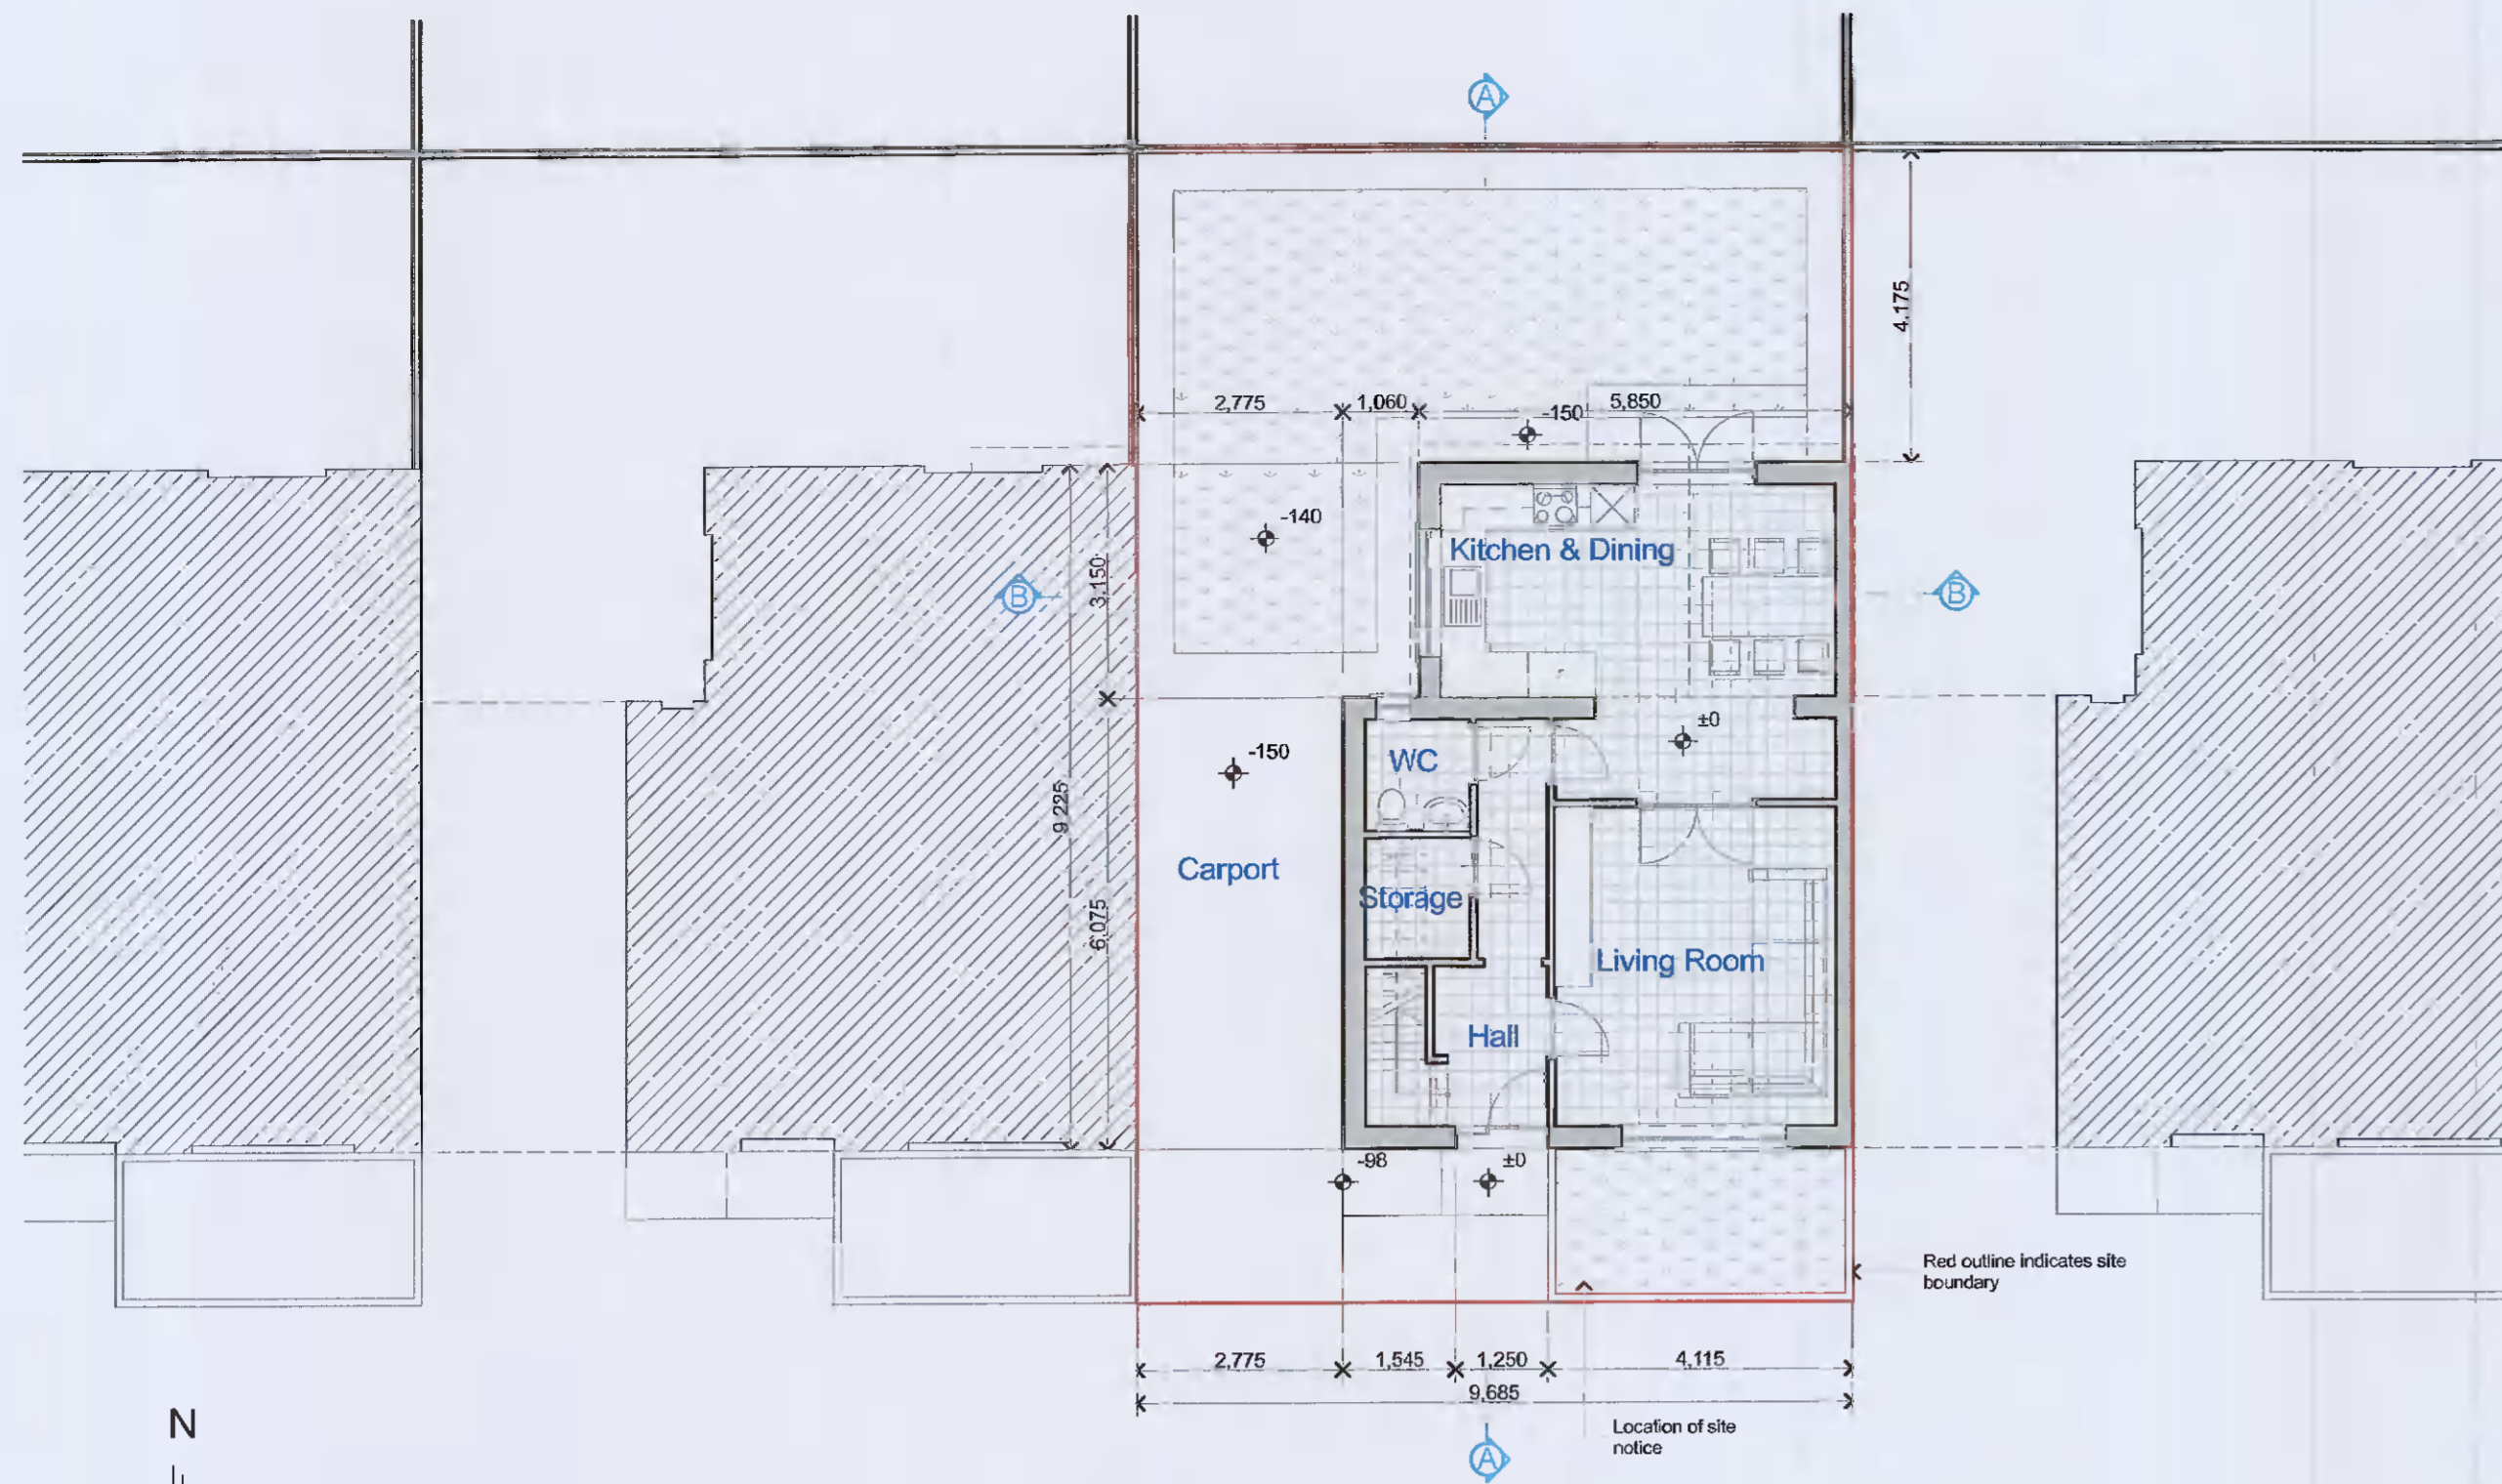 A
4.175
2,775
1,060
-150
5,850
-140
Kitchen & Dining
3,150
B
B
±0
-150
WC
9,225
Carport
Storage
6,075
Living Room
Hall
-98
±0
Red outline indicates site
boundary
2,775
1,545
1,250
4,115
9,685
N
Location of site
notice
A